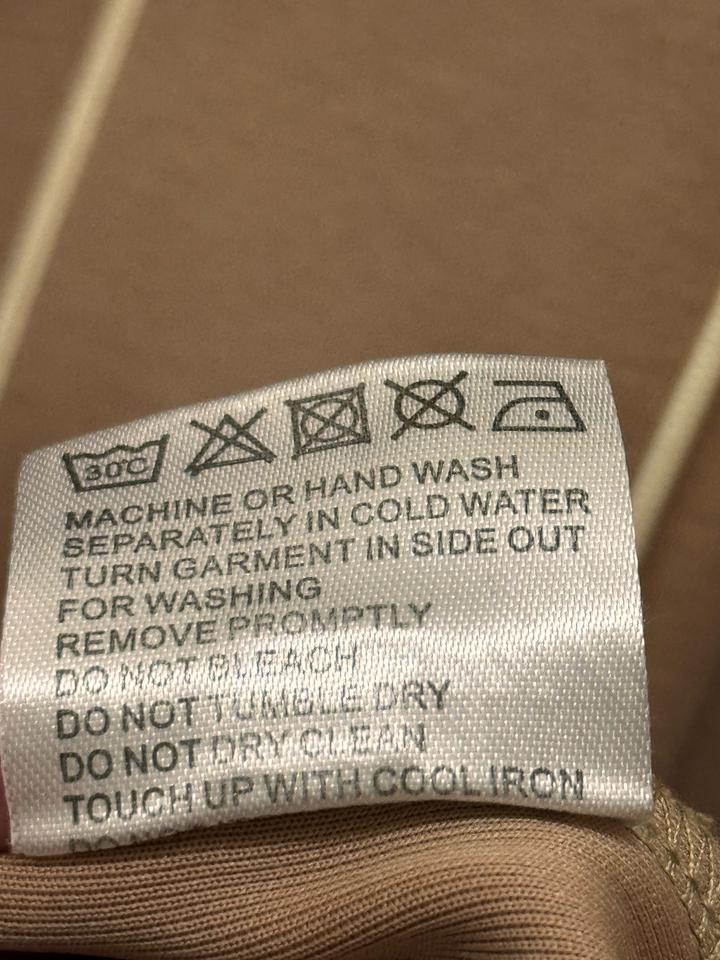 30°C
MACHINE OR HAND WASH
SEPARATELY IN COLD WATER
TURN GARMENT IN SIDE OUT
FOR WASHING
REMOVE PROMPTLY
DO NOT BLEACH
DO NOT TUMBLE DRY
DO NOT DRY CLEAN
TOUCH UP WITH COOL IRON